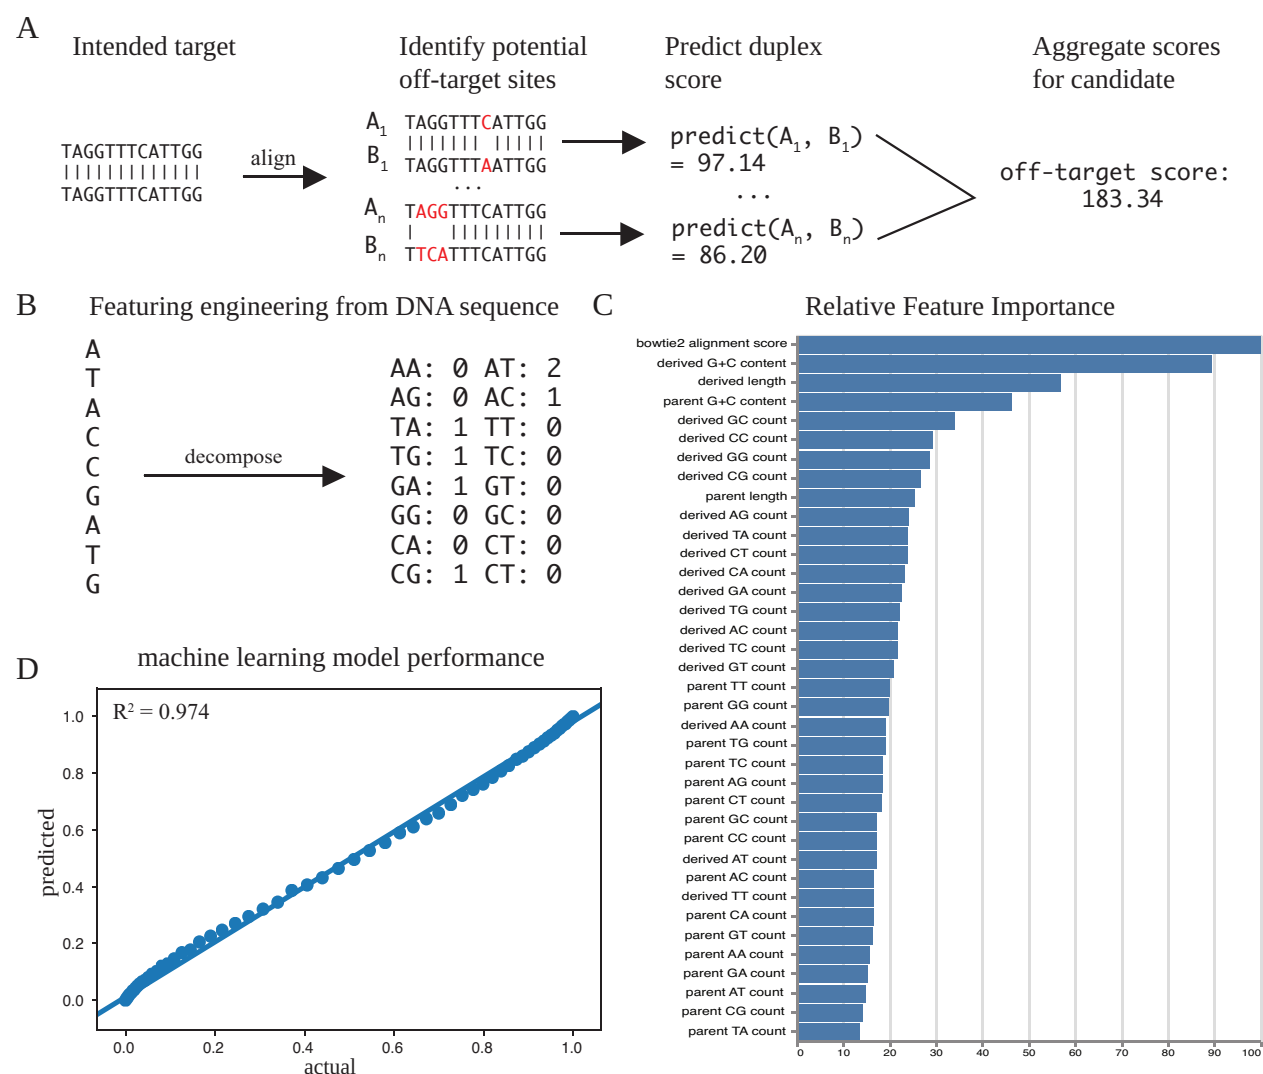 A
Intended target
Identify potential
off-target sites
Predict duplex
score
Aggregate scores
for candidate
TAGGTTTCATTGG
TAGGTTTCATTGG
align
A1
TAGGTTTCATTGG
B1
TAGGTTTAATTGG
...
An
TAGGTTTCATTGG
Bn
TTCATTTCATTGG
predict(A1, B1)
= 97.14
...
predict(An, Bn)
= 86.20
off-target score:
183.34
B
Featuring engineering from DNA sequence
A
T
A
C
C
G
A
T
G
decompose
AA: 0 AT: 2
AG: 0 AC: 1
TA: 1 TT: 0
TG: 1 TC: 0
GA: 1 GT: 0
GG: 0 GC: 0
CA: 0 CT: 0
CG: 1 CT: 0
C
Relative Feature Importance
bowtie2 alignment score
derived G+C content
derived length
parent G+C content
derived GC count
derived CC count
derived GG count
derived CG count
parent length
derived AG count
derived TA count
derived CT count
derived CA count
derived GA count
derived TG count
derived AC count
derived TC count
derived GT count
parent TT count
parent GG count
derived AA count
parent TG count
parent TC count
parent AG count
parent CT count
parent GC count
parent CC count
derived AT count
parent AC count
derived TT count
parent CA count
parent GT count
parent AA count
parent GA count
parent AT count
parent CG count
parent TA count
0 10 20 30 40 50 60 70 80 90 100
D
machine learning model performance
R² = 0.974
predicted
1.0
0.8
0.6
0.4
0.2
0.0
0.0 0.2 0.4 0.6 0.8 1.0
actual